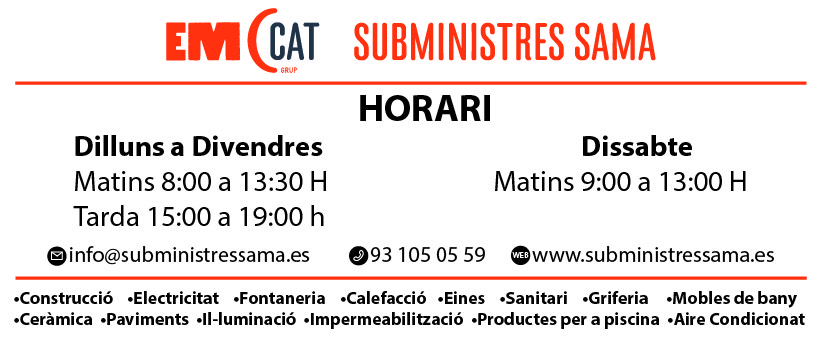 EM CAT GRUP SUBMINISTRES SAMA
HORARI
Dilluns a Divendres
Matins 8:00 a 13:30 H
Tarda 15:00 a 19:00 h
Dissabte
Matins 9:00 a 13:00 H
info@subministressama.es 93 105 05 59 WEB www.subministressama.es
•Construcció •Electricitat •Fontaneria •Calefacció •Eines •Sanitari •Griferia •Mobles de bany
•Ceràmica •Paviments •Il-luminació •Impermeabilització •Productes per a piscina •Aire Condicionat